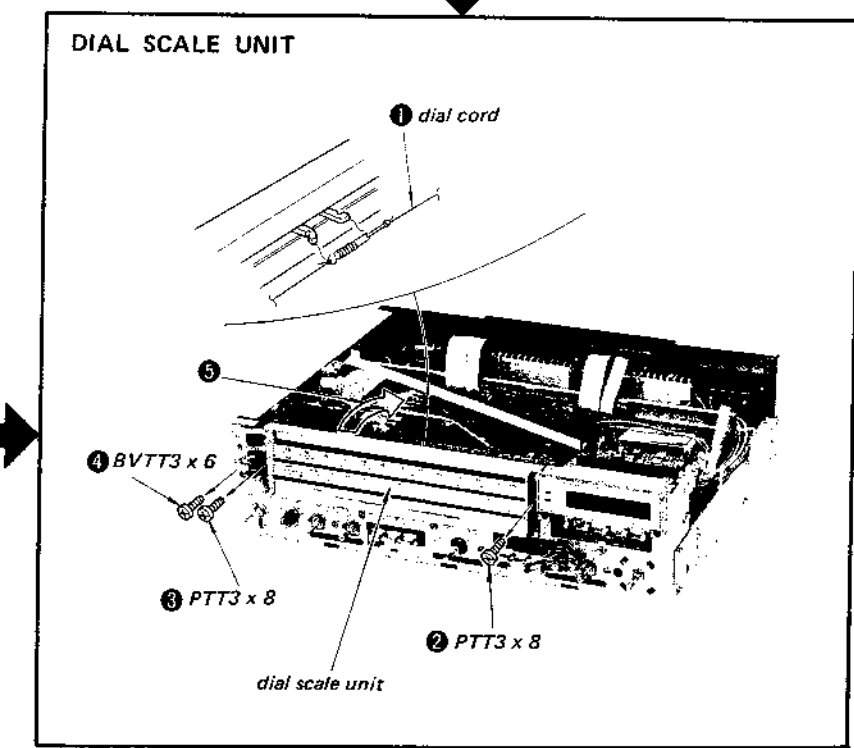 DIAL SCALE UNIT
❶ dial cord
❺
❹ BVTT3 x 6
❸ PTT3 x 8
❷ PTT3 x 8
dial scale unit